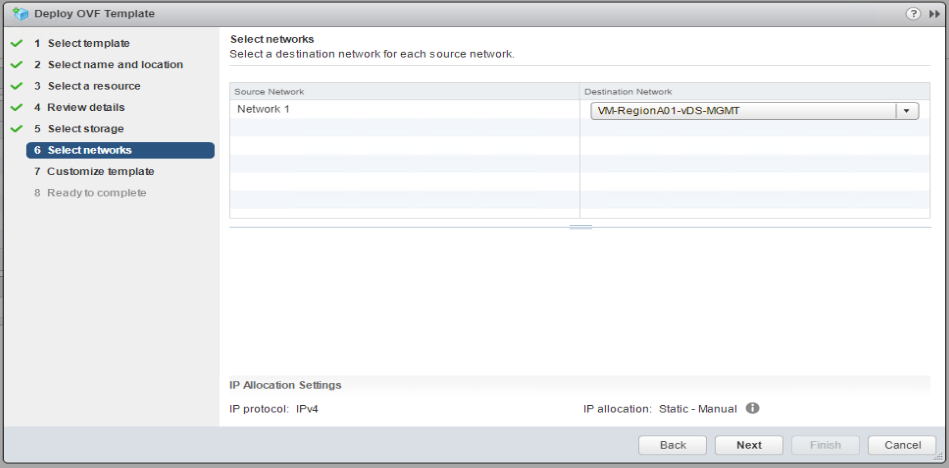 Deploy OVF Template
?
1 Select template
2 Select name and location
3 Select a resource
4 Review details
5 Select storage
6 Select networks
7 Customize template
8 Ready to complete
Select networks
Select a destination network for each source network.
Source Network Destination Network
Network 1 VM-RegionA01-vDS-MGMT
IP Allocation Settings
IP protocol: IPv4 IP allocation: Static - Manual
Back Next Finish Cancel